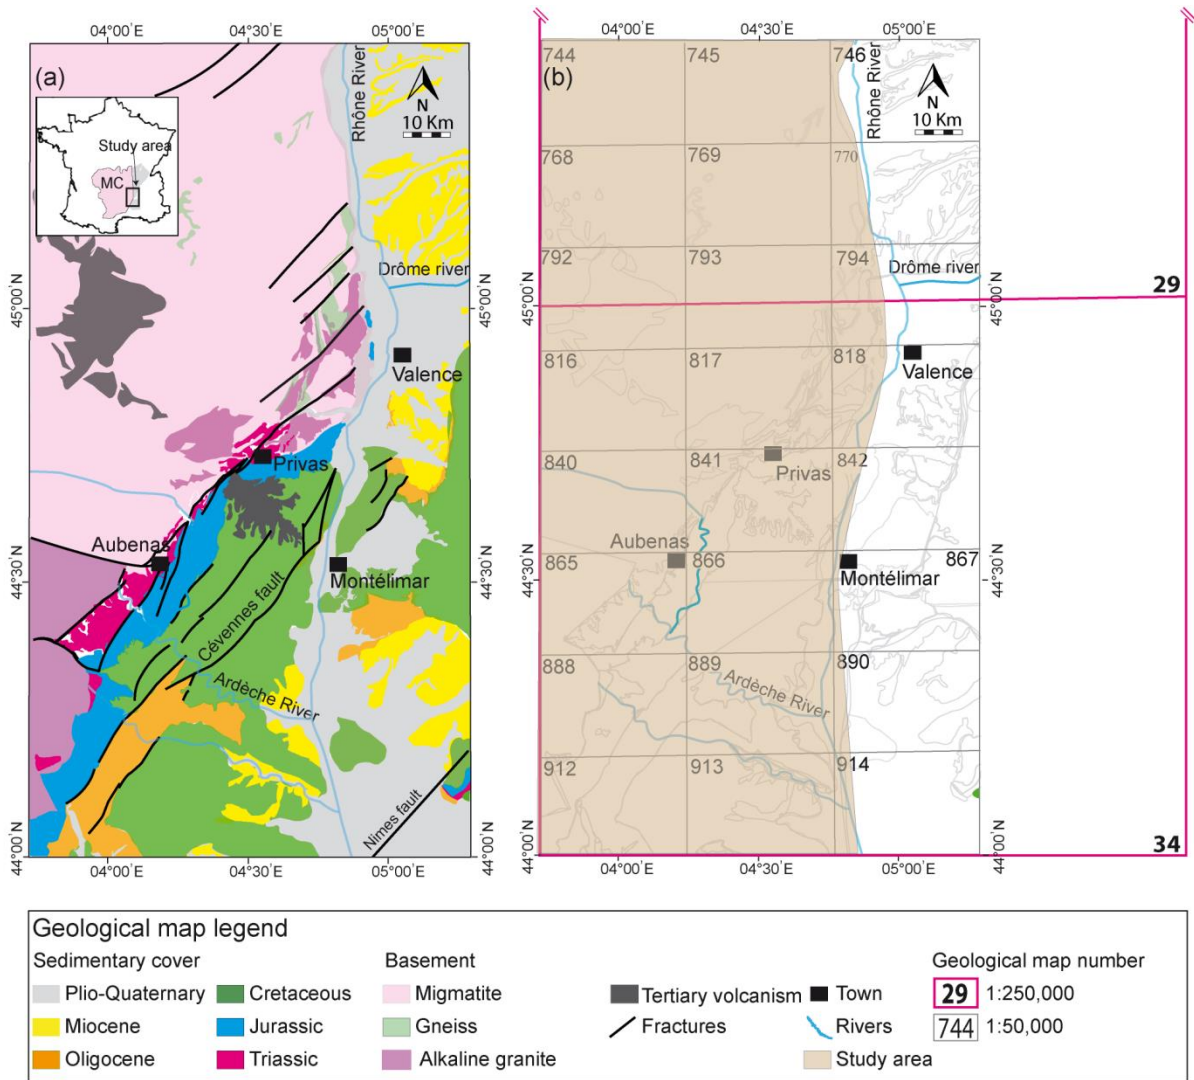 04°00'E 04°30'E 05°00'E
(a)
Rhône River
N
10 Km
Study area
MC
Drôme river
45°00'N
45°00'N
Valence
Privas
Aubenas
44°30'N
44°30'N
Montélimar
Cévennes fault
Ardèche River
Nimes fault
44°00'N
44°00'N
04°00'E 04°30'E 05°00'E
04°00'E 04°30'E 05°00'E
744 745 746
(b)
Rhône River
N
10 Km
768 769 770
792 793 794
Drôme river
45°00'N
29
816 817 818
Valence
840 841 842
Privas
Aubenas
865 866 867
44°30'N
44°30'N
Montélimar
888 889 890
Ardèche River
912 913 914
44°00'N
44°00'N
34
04°00'E 04°30'E 05°00'E
Geological map legend
Sedimentary cover Basement Geological map number
Plio-Quaternary Cretaceous Migmatite Tertiary volcanism Town 29 1:250,000
Miocene Jurassic Gneiss Fractures Rivers 744 1:50,000
Oligocene Triassic Alkaline granite Study area